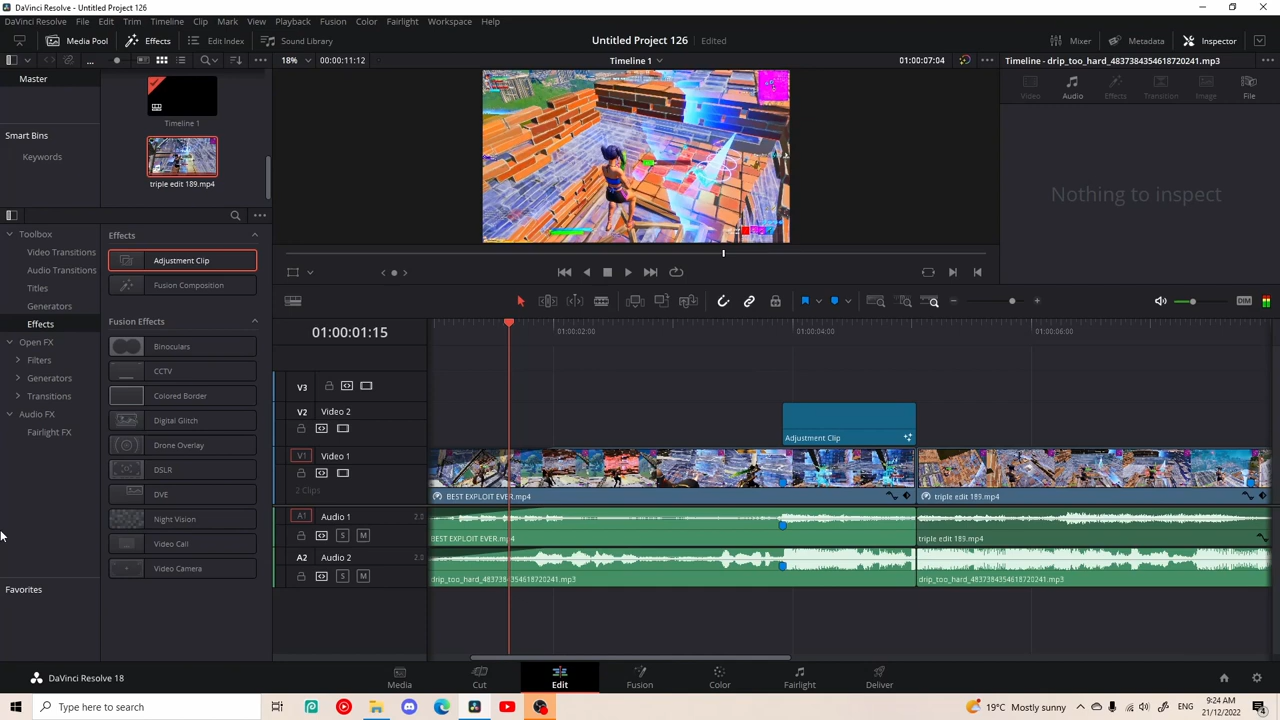 DaVinci Resolve - Untitled Project 126
DaVinci Resolve File Edit Trim Timeline Clip Mark View Playback Fusion Color Fairlight Workspace Help
Media Pool Effects Edit Index Sound Library Untitled Project 126 Edited Mixer Metadata Inspector
... 18% 00:00:11:12 Timeline 1 01:00:07:04 Timeline - drip_too_hard_4837384354618720241.mp3
Master
Timeline 1
Smart Bins
Keywords
triple edit 189.mp4
Video Audio Effects Transition Image File
Nothing to inspect
Toolbox
Video Transitions
Audio Transitions
Titles
Generators
Effects
Open FX
Filters
Generators
Transitions
Audio FX
Fairlight FX
Favorites
Effects
Adjustment Clip
Fusion Composition
Fusion Effects
Binoculars
CCTV
Colored Border
Digital Glitch
Drone Overlay
DSLR
DVE
Night Vision
Video Call
Video Camera
DIM
01:00:01:15
01:00:02:00 01:00:04:00 01:00:06:00
V3
V2 Video 2
Adjustment Clip
V1 Video 1
2 Clips
BEST EXPLOIT EVER.mp4 triple edit 189.mp4
A1 Audio 1 2.0
S M
BEST EXPLOIT EVER.mp4 triple edit 189.mp4
A2 Audio 2 2.0
S M
drip_too_hard_4837384354618720241.mp3 drip_too_hard_4837384354618720241.mp3
DaVinci Resolve 18
Media Cut Edit Fusion Color Fairlight Deliver
Type here to search
19°C Mostly sunny ENG 9:24 AM
21/12/2022
4